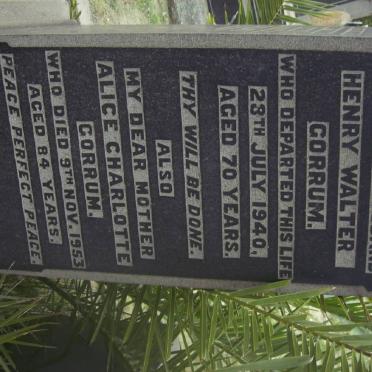 HENRY WALTER
CORRUM.
WHO DEPARTED THIS LIFE
28TH JULY 1940,
AGED 70 YEARS.
THY WILL BE DONE.
ALSO
MY DEAR MOTHER
ALICE CHARLOTTE
CORRUM.
WHO DIED 9TH NOV. 1953
AGED 84 YEARS.
PEACE PERFECT PEACE